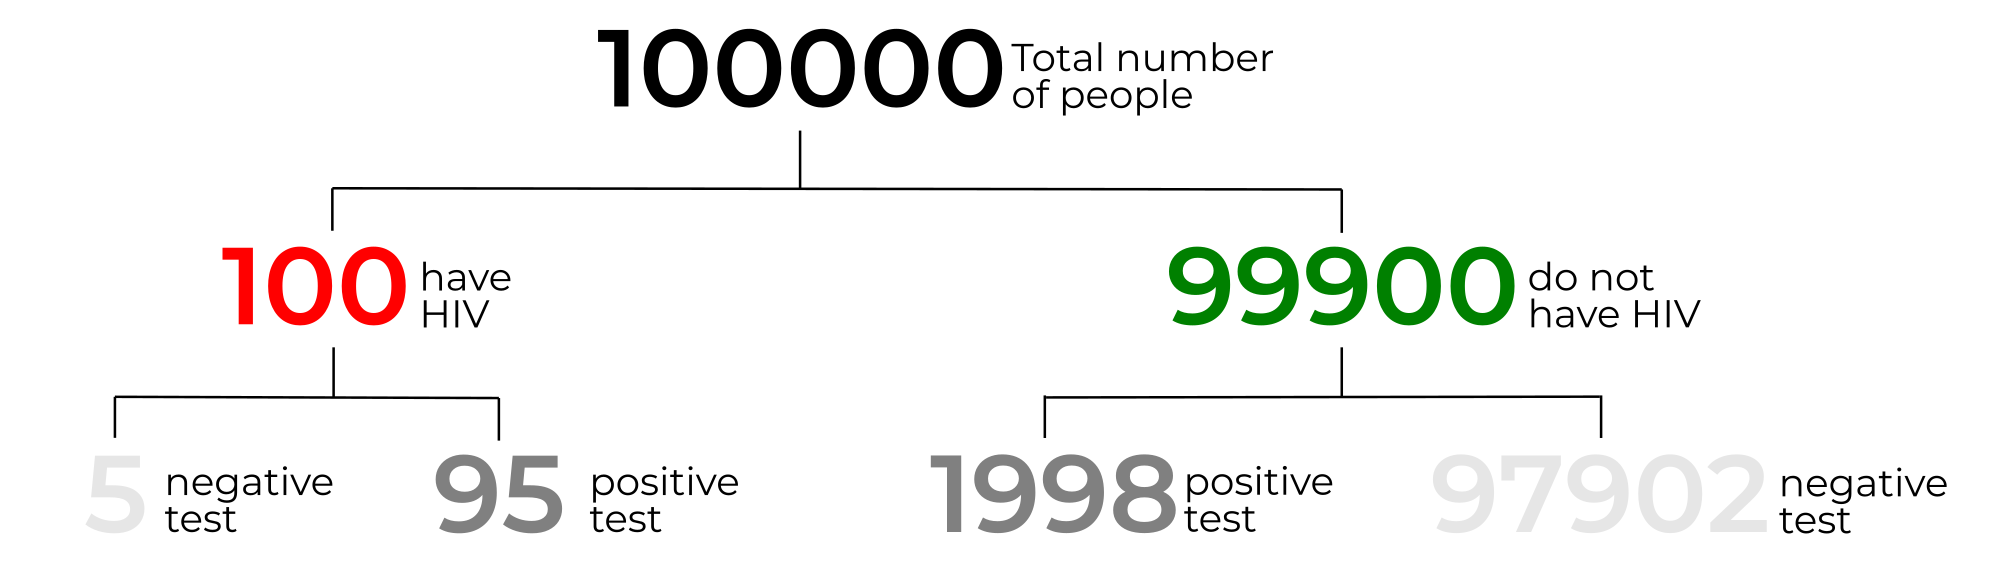 100000 Total number
of people
100 have
HIV
99900 do not
have HIV
5 negative
test
95 positive
test
1998 positive
test
97902 negative
test